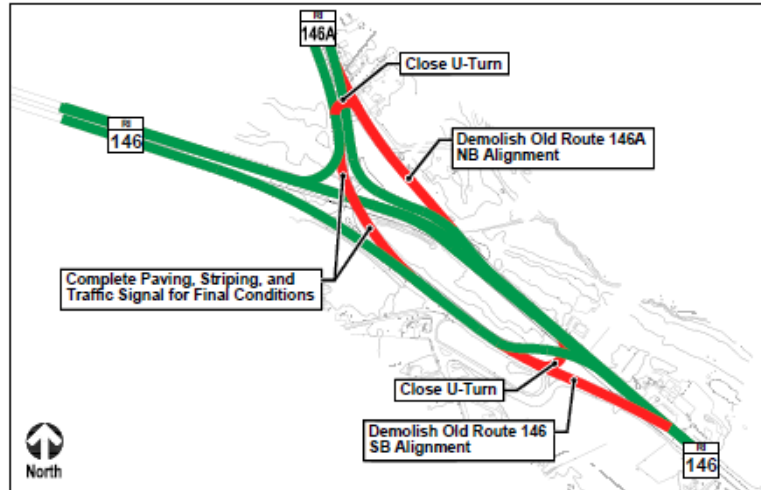 RI
146A
Close U-Turn
RI
146
Demolish Old Route 146A
NB Alignment
Complete Paving, Striping, and
Traffic Signal for Final Conditions
Close U-Turn
Demolish Old Route 146
SB Alignment
RI
146
North